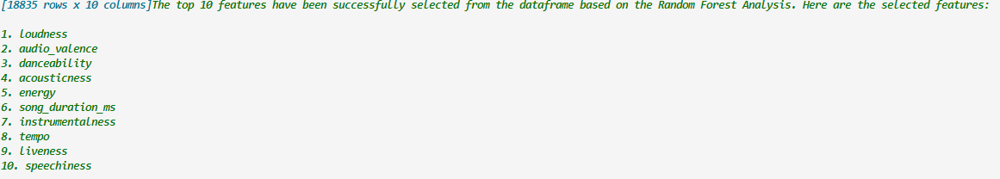 [18835 rows x 10 columns]The top 10 features have been successfully selected from the dataframe based on the Random Forest Analysis. Here are the selected features:
1. loudness
2. audio_valence
3. danceability
4. acousticness
5. energy
6. song_duration_ms
7. instrumentalness
8. tempo
9. liveness
10. speechiness